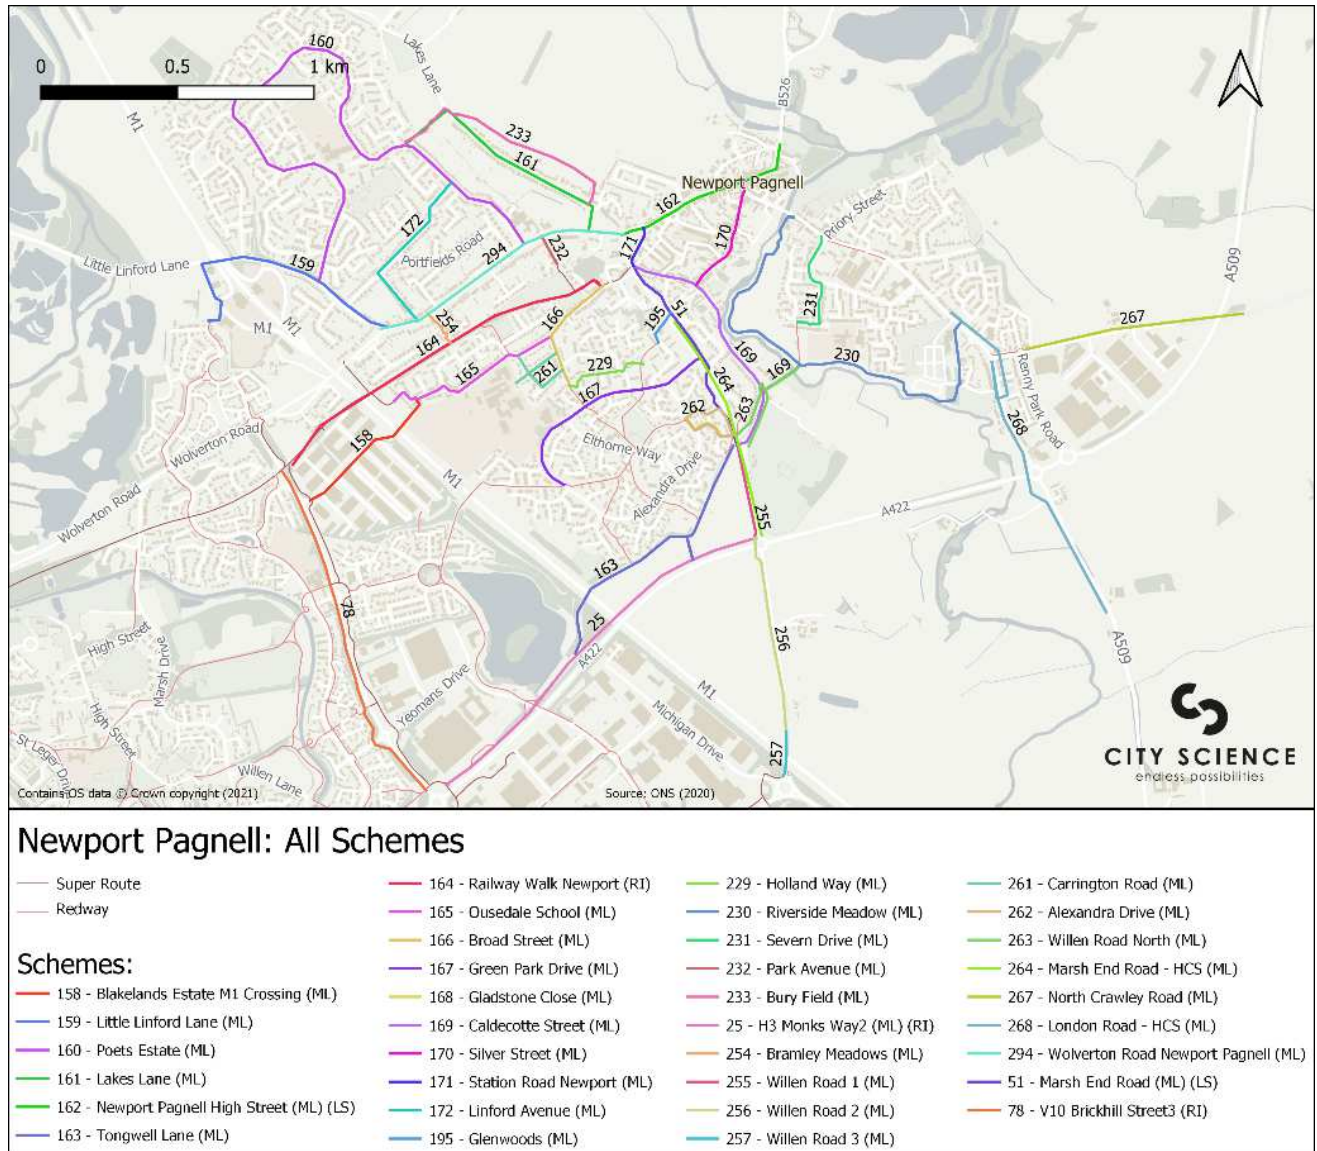 160
Lakes Lane
0 0.5 1 km
M1
B526
233
161
Newport Pagnell
162
Priory Street
172
170
171
232
Portfields Road
294
A509
Little Linford Lane
159
231
M1
M1
254
51
195
267
166
164
169
230
Renny Park Road
165
261
229
169
264
167
262
263
268
Wolverton Road
158
Elthorne Way
Wolverton Road
M1
Alexandra Drive
255
A422
163
78
25
256
High Street
Marsh Drive
A422
A509
Yeomans Drive
M1
High Street
Michigan Drive
St Leger Drive
257
CITY SCIENCE
Willen Lane
endless possibilities
Contains OS data © Crown copyright (2021)
Source: ONS (2020)
Newport Pagnell: All Schemes
Super Route
Redway
Schemes:
158 - Blakelands Estate M1 Crossing (ML)
159 - Little Linford Lane (ML)
160 - Poets Estate (ML)
161 - Lakes Lane (ML)
162 - Newport Pagnell High Street (ML) (LS)
163 - Tongwell Lane (ML)
164 - Railway Walk Newport (RI)
165 - Ousedale School (ML)
166 - Broad Street (ML)
167 - Green Park Drive (ML)
168 - Gladstone Close (ML)
169 - Caldecotte Street (ML)
170 - Silver Street (ML)
171 - Station Road Newport (ML)
172 - Linford Avenue (ML)
195 - Glenwoods (ML)
229 - Holland Way (ML)
230 - Riverside Meadow (ML)
231 - Severn Drive (ML)
232 - Park Avenue (ML)
233 - Bury Field (ML)
25 - H3 Monks Way2 (ML) (RI)
254 - Bramley Meadows (ML)
255 - Willen Road 1 (ML)
256 - Willen Road 2 (ML)
257 - Willen Road 3 (ML)
261 - Carrington Road (ML)
262 - Alexandra Drive (ML)
263 - Willen Road North (ML)
264 - Marsh End Road - HCS (ML)
267 - North Crawley Road (ML)
268 - London Road - HCS (ML)
294 - Wolverton Road Newport Pagnell (ML)
51 - Marsh End Road (ML) (LS)
78 - V10 Brickhill Street3 (RI)